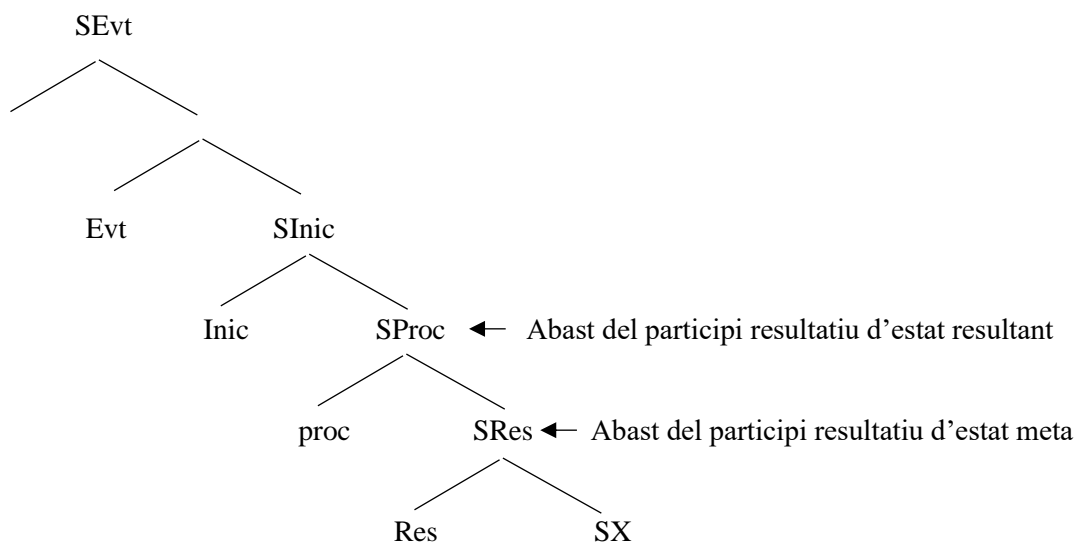 SEvt
Evt SInic
Inic SProc Abast del participi resultatiu d’estat resultant
proc SRes Abast del participi resultatiu d’estat meta
Res SX